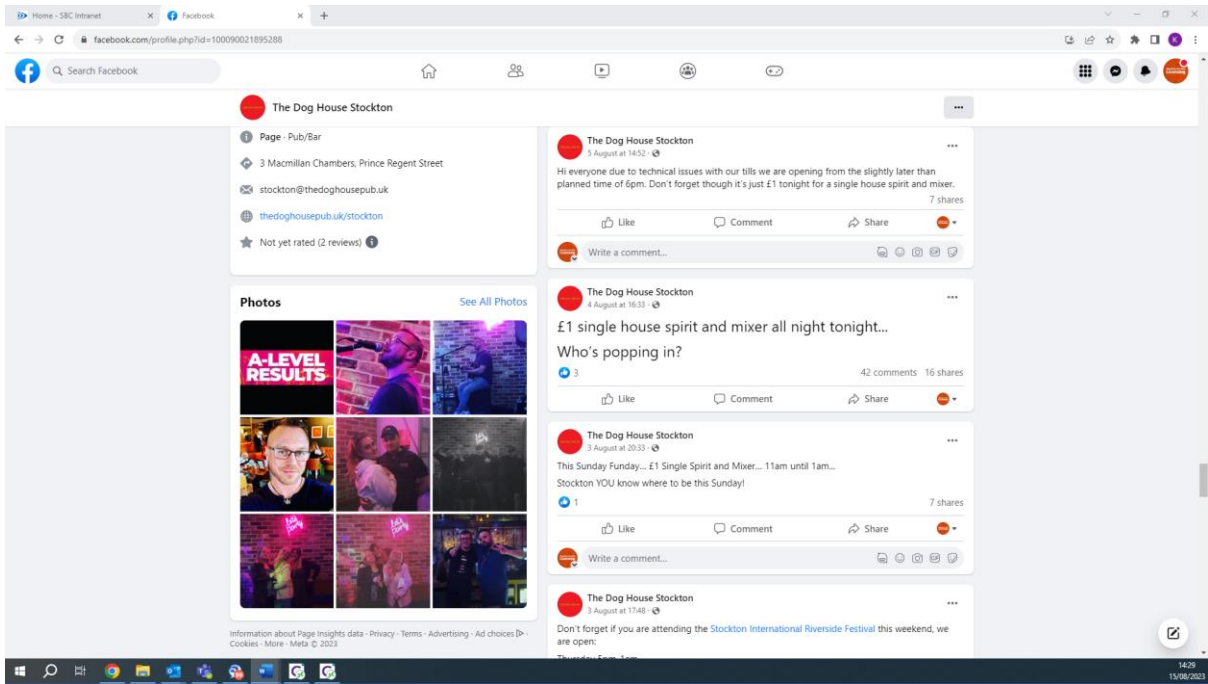 Home - SBC Intranet
Facebook
facebook.com/profile.php?id=100090021895288
K
Search Facebook
The Dog House Stockton
Page · Pub/Bar
3 Macmillan Chambers, Prince Regent Street
stockton@thedoghousepub.uk
thedoghousepub.uk/stockton
Not yet rated (2 reviews)
Photos
See All Photos
A-LEVEL
RESULTS
Information about Page Insights data · Privacy · Terms · Advertising · Ad choices ·
Cookies · More · Meta © 2023
The Dog House Stockton
5 August at 14:52 ·
Hi everyone due to technical issues with our tills we are opening from the slightly later than
planned time of 6pm. Don't forget though it's just £1 tonight for a single house spirit and mixer.
7 shares
Like Comment Share
Write a comment...
The Dog House Stockton
4 August at 16:33 ·
£1 single house spirit and mixer all night tonight...
Who's popping in?
3 42 comments 16 shares
Like Comment Share
The Dog House Stockton
3 August at 20:33 ·
This Sunday Funday... £1 Single Spirit and Mixer... 11am until 1am...
Stockton YOU know where to be this Sunday!
1 7 shares
Like Comment Share
Write a comment...
The Dog House Stockton
3 August at 17:48 ·
Don't forget if you are attending the Stockton International Riverside Festival this weekend, we
are open:
Thursday 5pm-1am
14:29
15/08/2023